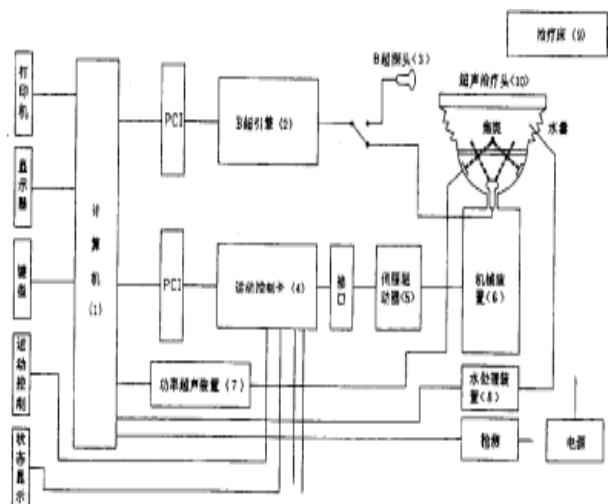 治疗床(9)
B超探头(3)
打印机
超声治疗头(10)
PCI
B超引擎(2)
焦斑
水囊
显示器
计算机(1)
键盘
PCI
运动控制卡(4)
接口
伺服驱动器(5)
机械装置(6)
运动控制
功率超声装置(7)
水处理装置(8)
状态显示
检测
电源